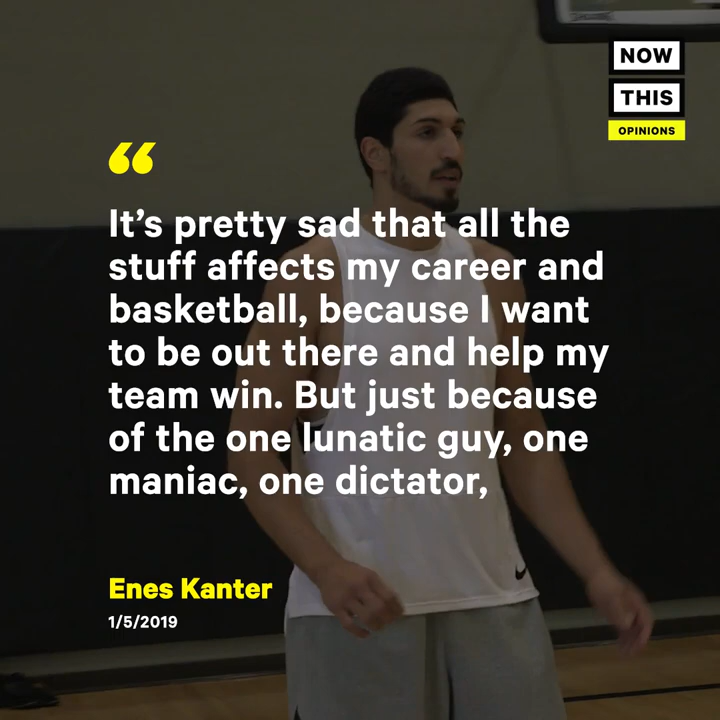 NOW
THIS
OPINIONS
“
It’s pretty sad that all the
stuff affects my career and
basketball, because I want
to be out there and help my
team win. But just because
of the one lunatic guy, one
maniac, one dictator,
Enes Kanter
1/5/2019